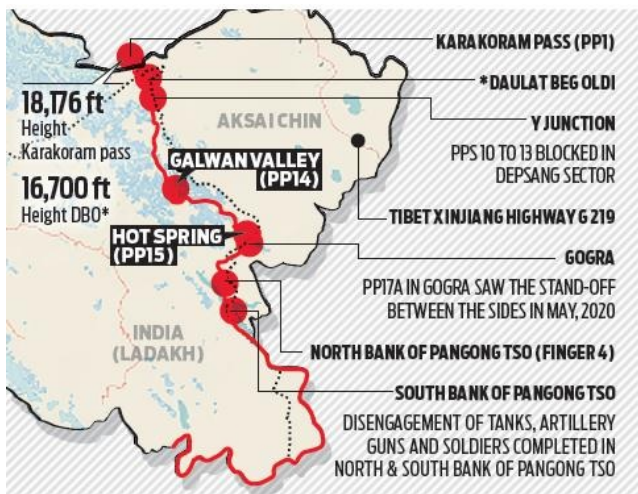 KARAKORAM PASS (PP1)
*DAULAT BEG OLDI
18,176 ft
Height
Karakoram pass
16,700 ft
Height DBO*
AKSAI CHIN
Y JUNCTION
PPS 10 TO 13 BLOCKED IN
DEPSANG SECTOR
GALWAN VALLEY
(PP14)
TIBET XINJIANG HIGHWAY G 219
HOT SPRING
(PP15)
GOGRA
PP17A IN GOGRA SAW THE STAND-OFF
BETWEEN THE SIDES IN MAY, 2020
INDIA
(LADAKH)
NORTH BANK OF PANGONG TSO (FINGER 4)
SOUTH BANK OF PANGONG TSO
DISENGAGEMENT OF TANKS, ARTILLERY
GUNS AND SOLDIERS COMPLETED IN
NORTH & SOUTH BANK OF PANGONG TSO